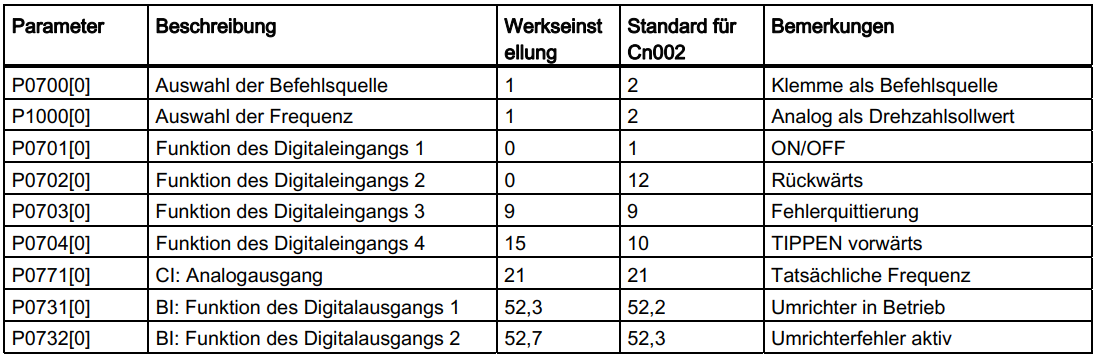 Parameter Beschreibung Werkseinst Standard für Bemerkungen
ellung Cn002
P0700[0] Auswahl der Befehlsquelle 1 2 Klemme als Befehlsquelle
P1000[0] Auswahl der Frequenz 1 2 Analog als Drehzahlsollwert
P0701[0] Funktion des Digitaleingangs 1 0 1 ON/OFF
P0702[0] Funktion des Digitaleingangs 2 0 12 Rückwärts
P0703[0] Funktion des Digitaleingangs 3 9 9 Fehlerquittierung
P0704[0] Funktion des Digitaleingangs 4 15 10 TIPPEN vorwärts
P0771[0] CI: Analogausgang 21 21 Tatsächliche Frequenz
P0731[0] BI: Funktion des Digitalausgangs 1 52,3 52,2 Umrichter in Betrieb
P0732[0] BI: Funktion des Digitalausgangs 2 52,7 52,3 Umrichterfehler aktiv